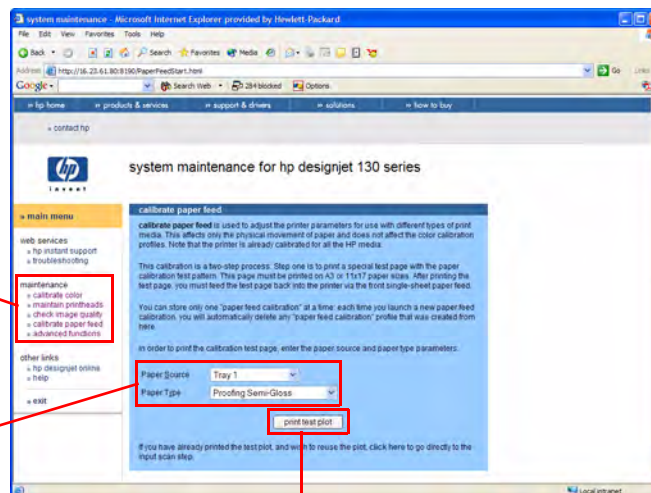 system maintenance - Microsoft Internet Explorer provided by Hewlett-Packard
File Edit View Favorites Tools Help
Back Search Favorites Media
Address http://16.23.61.80:8190/PaperFeedStart.html Go Links
Google Search Web 284 blocked Options
» hp home » products & services » support & drivers » solutions » how to buy
» contact hp
hp
invent
system maintenance for hp designjet 130 series
» main menu
web services
» hp instant support
» troubleshooting
maintenance
» calibrate color
» maintain printheads
» check image quality
» calibrate paper feed
» advanced functions
other links
» hp designjet online
» help
» exit
calibrate paper feed
calibrate paper feed is used to adjust the printer parameters for use with different types of print
media. This affects only the physical movement of paper and does not affect the color calibration
profiles. Note that the printer is already calibrated for all the HP media.
This calibration is a two-step process. Step one is to print a special test page with the paper
calibration test pattern. This page must be printed on A3 or 11x17 paper sizes. After printing the
test page, you must feed the test page back into the printer via the front single-sheet paper feed.
You can store only one "paper feed calibration" at a time: each time you launch a new paper feed
calibration, you will automatically delete any "paper feed calibration" profile that was created from
here.
In order to print the calibration test page, enter the paper source and paper type parameters.
Paper Source Tray 1
Paper Type Proofing Semi-Gloss
print test plot
If you have already printed the test plot, and wish to reuse the plot, click here to go directly to the
input scan step.
Local intranet